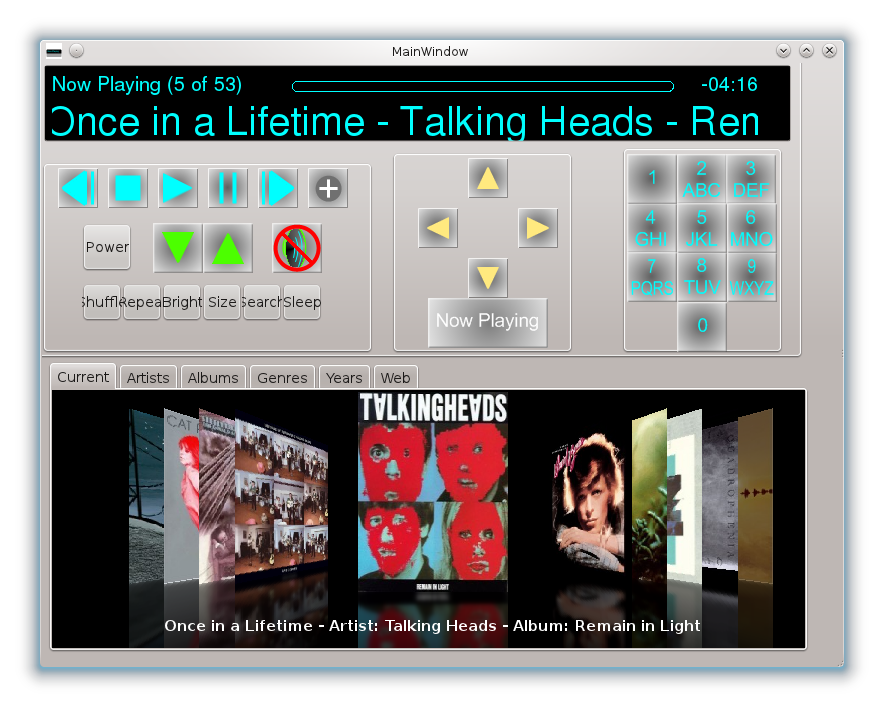 MainWindow
Now Playing (5 of 53) -04:16
Once in a Lifetime - Talking Heads - Ren
1 2 ABC 3 DEF
4 GHI 5 JKL 6 MNO
7 PQRS 8 TUV 9 WXYZ
0
Power
Shuffle Repeat Bright Size Search Sleep
Now Playing
Current Artists Albums Genres Years Web
TALKING HEADS
CAT
REMAIN IN LIGHT
Once in a Lifetime - Artist: Talking Heads - Album: Remain in Light